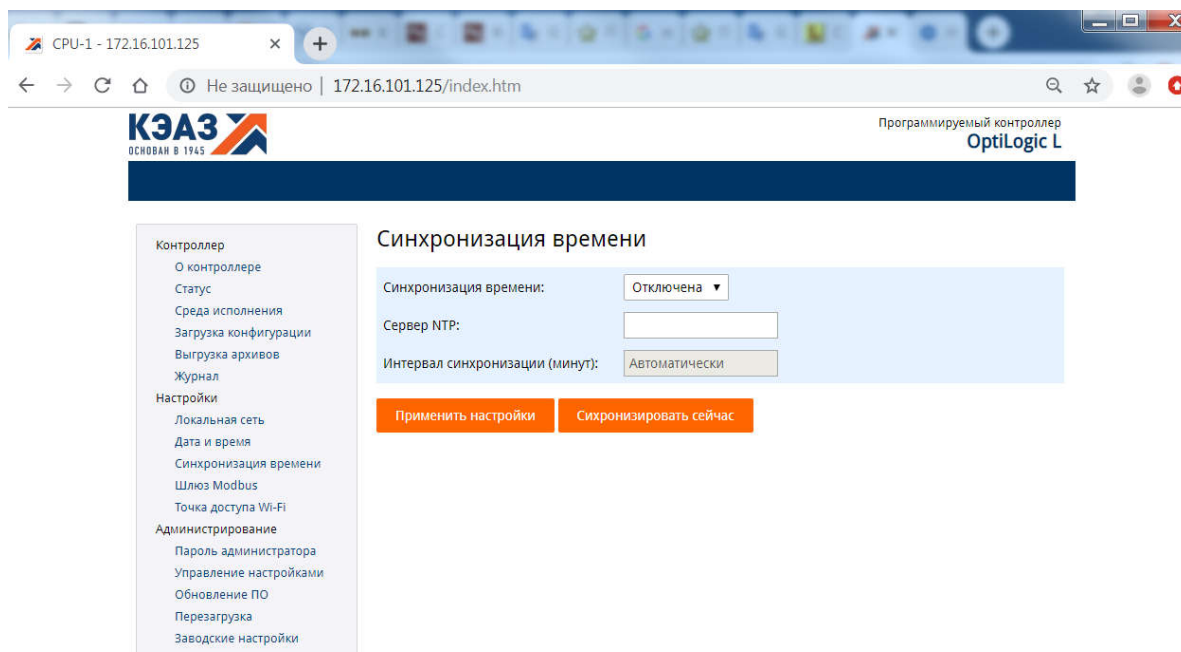 CPU-1 - 172.16.101.125
Не защищено | 172.16.101.125/index.htm
КЭАЗ
ОСНОВАН В 1945
Программируемый контроллер
OptiLogic L
Контроллер
О контроллере
Статус
Среда исполнения
Загрузка конфигурации
Выгрузка архивов
Журнал
Настройки
Локальная сеть
Дата и время
Синхронизация времени
Шлюз Modbus
Точка доступа Wi-Fi
Администрирование
Пароль администратора
Управление настройками
Обновление ПО
Перезагрузка
Заводские настройки
Синхронизация времени
Синхронизация времени: Отключена
Сервер NTP:
Интервал синхронизации (минут): Автоматически
Применить настройки Сихронизировать сейчас